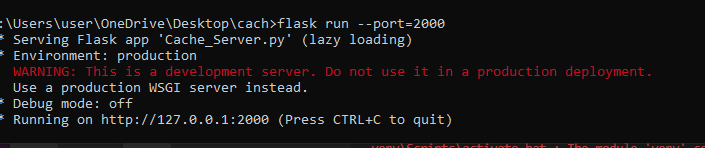 :\Users\user\OneDrive\Desktop\cach>flask run --port=2000
* Serving Flask app 'Cache_Server.py' (lazy loading)
* Environment: production
WARNING: This is a development server. Do not use it in a production deployment.
Use a production WSGI server instead.
* Debug mode: off
* Running on http://127.0.0.1:2000 (Press CTRL+C to quit)